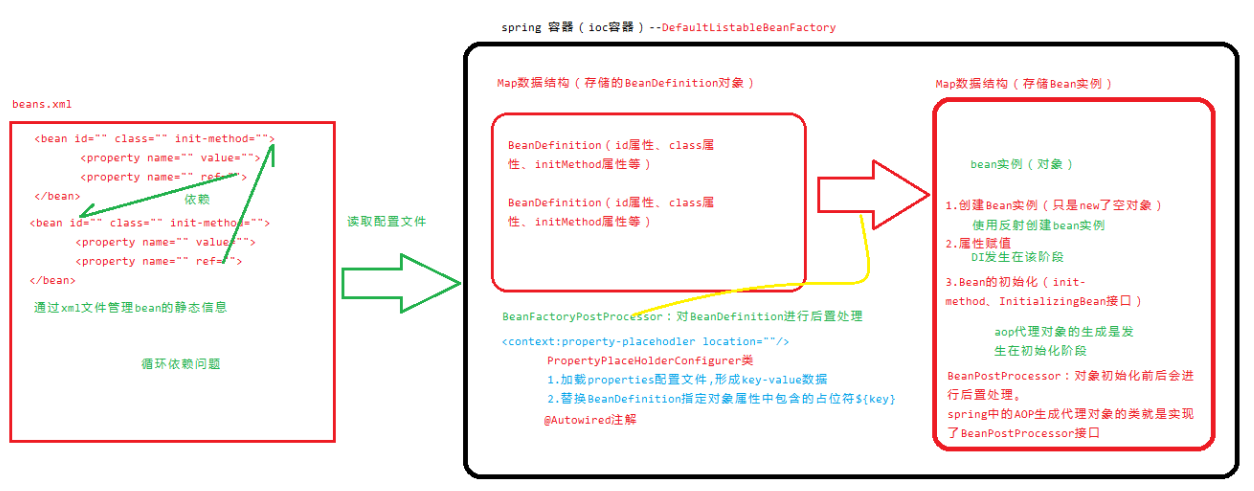 spring 容器（ioc容器）--DefaultListableBeanFactory
beans.xml
<bean id="" class="" init-method="">
<property name="" value="">
<property name="" ref="">
</bean>
依赖
<bean id="" class="" init-method="">
<property name="" value="">
<property name="" ref="">
</bean>
通过xml文件管理bean的静态信息
循环依赖问题
读取配置文件
Map数据结构（存储的BeanDefinition对象）
BeanDefinition（id属性、class属
性、initMethod属性等）
BeanDefinition（id属性、class属
性、initMethod属性等）
BeanFactoryPostProcessor：对BeanDefinition进行后置处理
<context:property-placehodler location=""/>
PropertyPlaceHolderConfigurer类
1.加载properties配置文件,形成key-value数据
2.替换BeanDefinition指定对象属性中包含的占位符${key}
@Autowired注解
Map数据结构（存储Bean实例）
bean实例（对象）
1.创建Bean实例（只是new了空对象）
使用反射创建bean实例
2.属性赋值
DI发生在该阶段
3.Bean的初始化（init-
method、InitializingBean接口）
aop代理对象的生成是发
生在初始化阶段
BeanPostProcessor：对象初始化前后会进
行后置处理。
spring中的AOP生成代理对象的类就是实现
了BeanPostProcessor接口